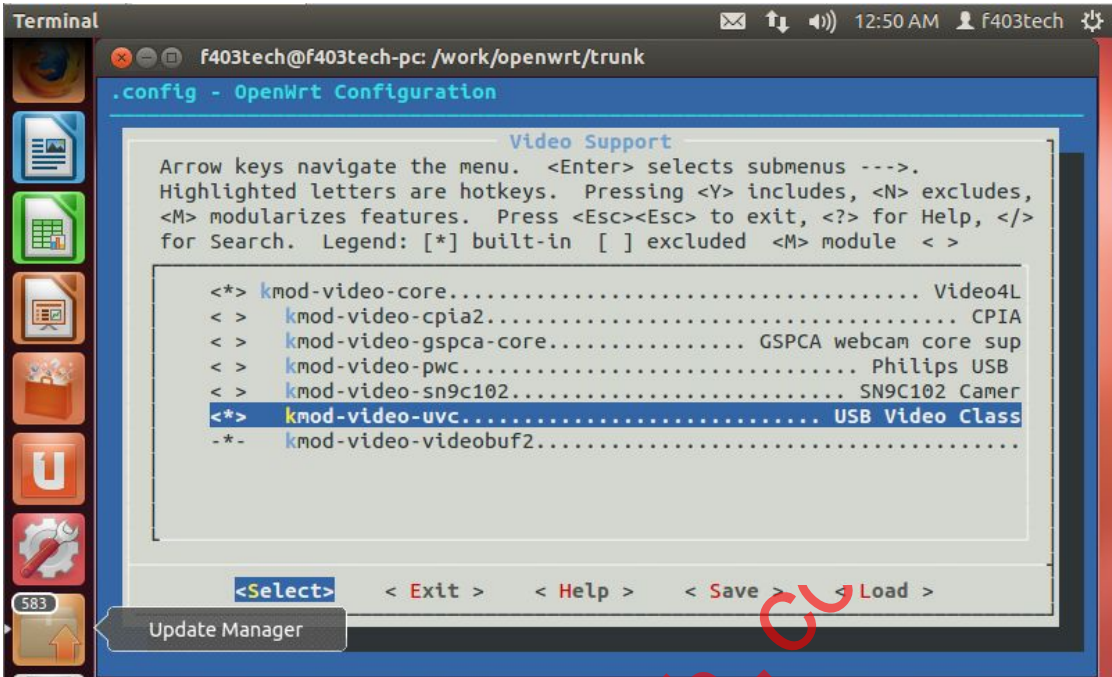 Terminal
12:50 AM f403tech
f403tech@f403tech-pc: /work/openwrt/trunk
.config - OpenWrt Configuration
Video Support
Arrow keys navigate the menu. <Enter> selects submenus --->.
Highlighted letters are hotkeys. Pressing <Y> includes, <N> excludes,
<M> modularizes features. Press <Esc><Esc> to exit, <?> for Help, </>
for Search. Legend: [*] built-in [ ] excluded <M> module < >
<*> kmod-video-core....................................... Video4L
< > kmod-video-cpia2......................................... CPIA
< > kmod-video-gspca-core................ GSPCA webcam core sup
< > kmod-video-pwc................................. Philips USB
< > kmod-video-sn9c102............................ SN9C102 Camer
<*> kmod-video-uvc.............................. USB Video Class
-*- kmod-video-videobuf2........................................
<Select> < Exit > < Help > < Save > < Load >
583
Update Manager